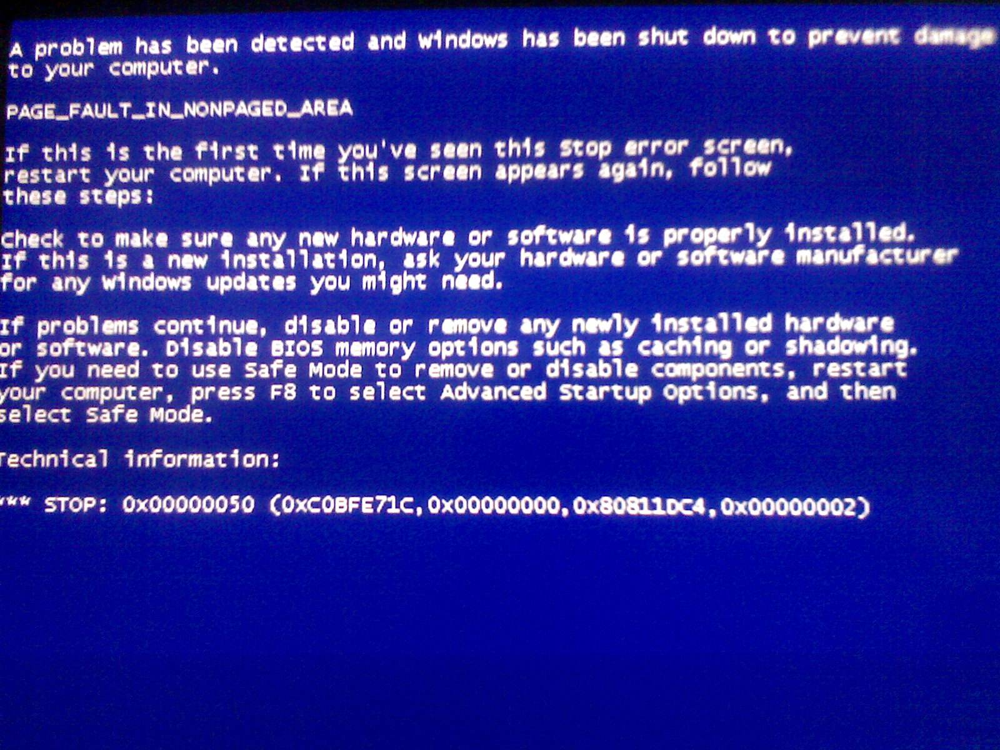 A problem has been detected and Windows has been shut down to prevent damage
to your computer.
PAGE_FAULT_IN_NONPAGED_AREA
If this is the first time you've seen this Stop error screen,
restart your computer. If this screen appears again, follow
these steps:
Check to make sure any new hardware or software is properly installed.
If this is a new installation, ask your hardware or software manufacturer
for any Windows updates you might need.
If problems continue, disable or remove any newly installed hardware
or software. Disable BIOS memory options such as caching or shadowing.
If you need to use Safe Mode to remove or disable components, restart
your computer, press F8 to select Advanced Startup Options, and then
select Safe Mode.
Technical information:
*** STOP: 0x00000050 (0xC0BFE71C,0x00000000,0x80811DC4,0x00000002)